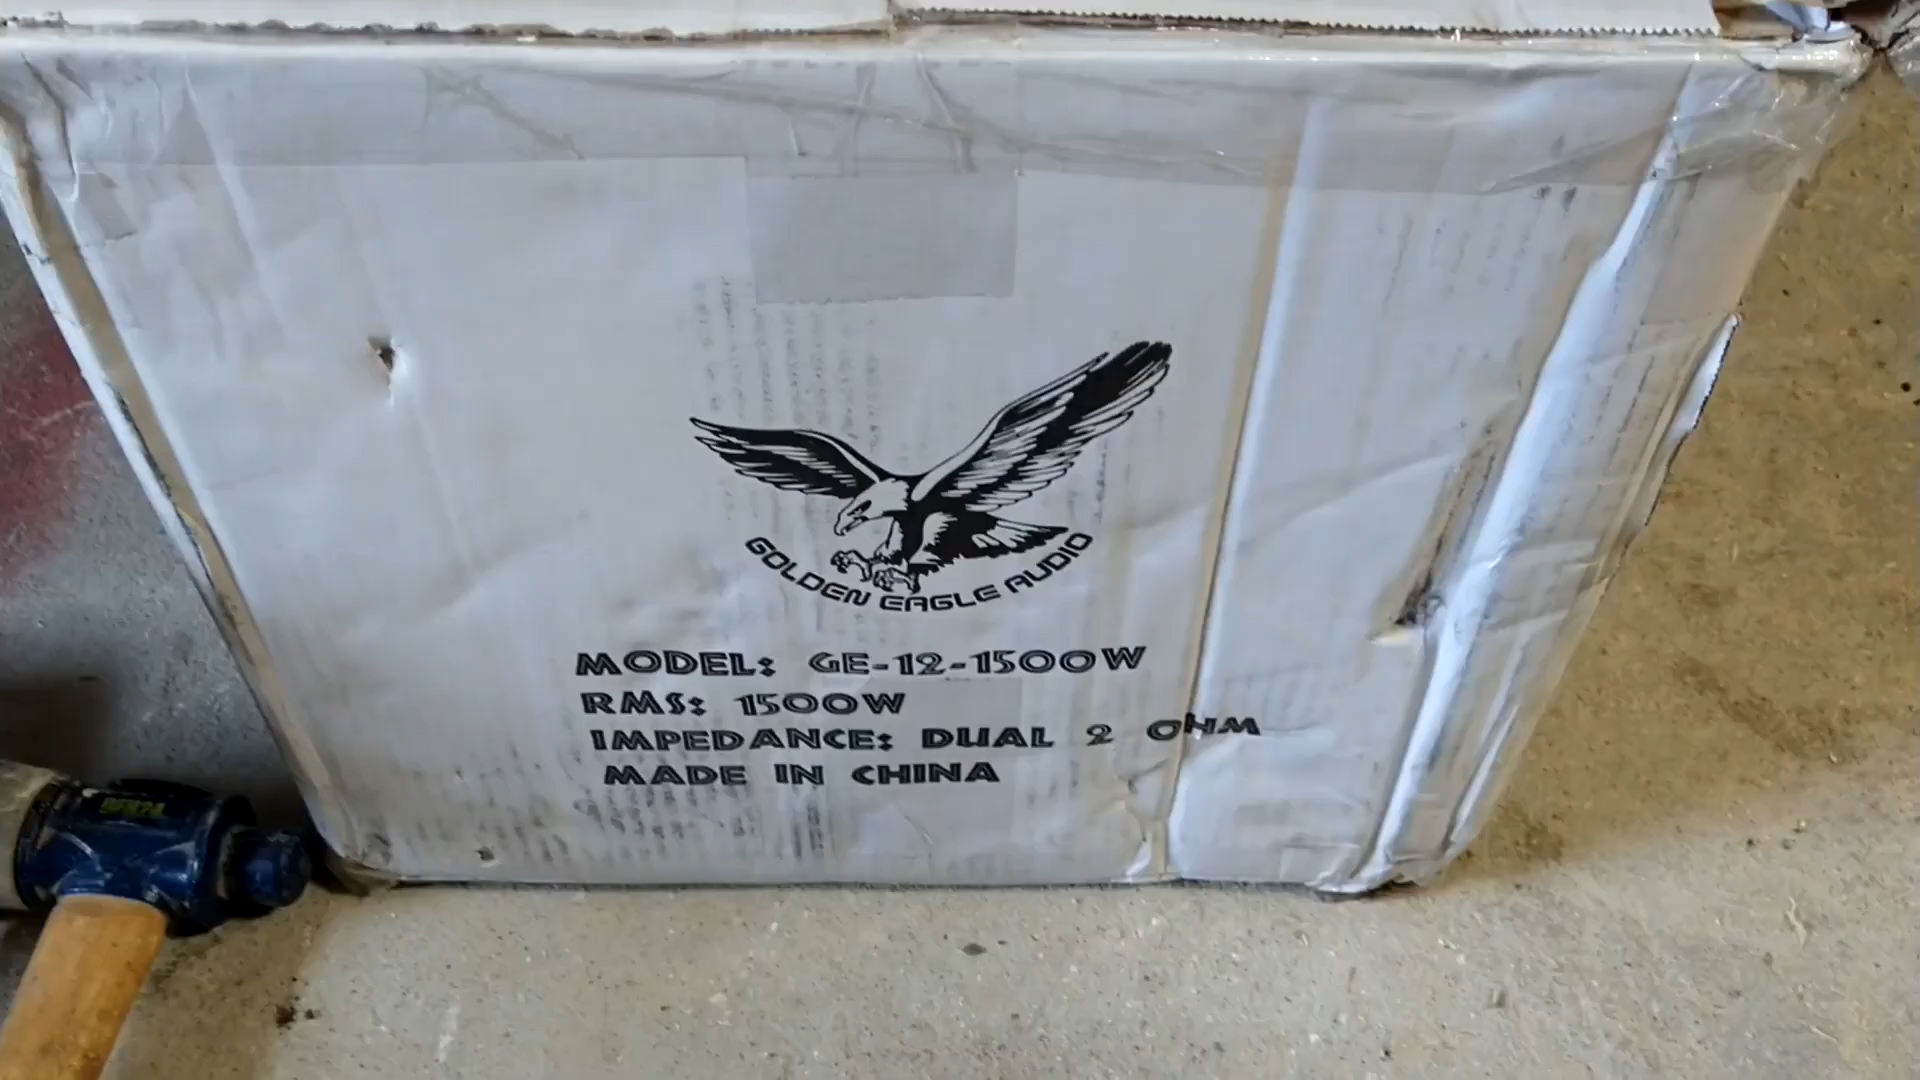 GOLDEN EAGLE AUDIO
MODEL: GE-12-1500W
RMS: 1500W
IMPEDANCE: DUAL 2 OHM
MADE IN CHINA